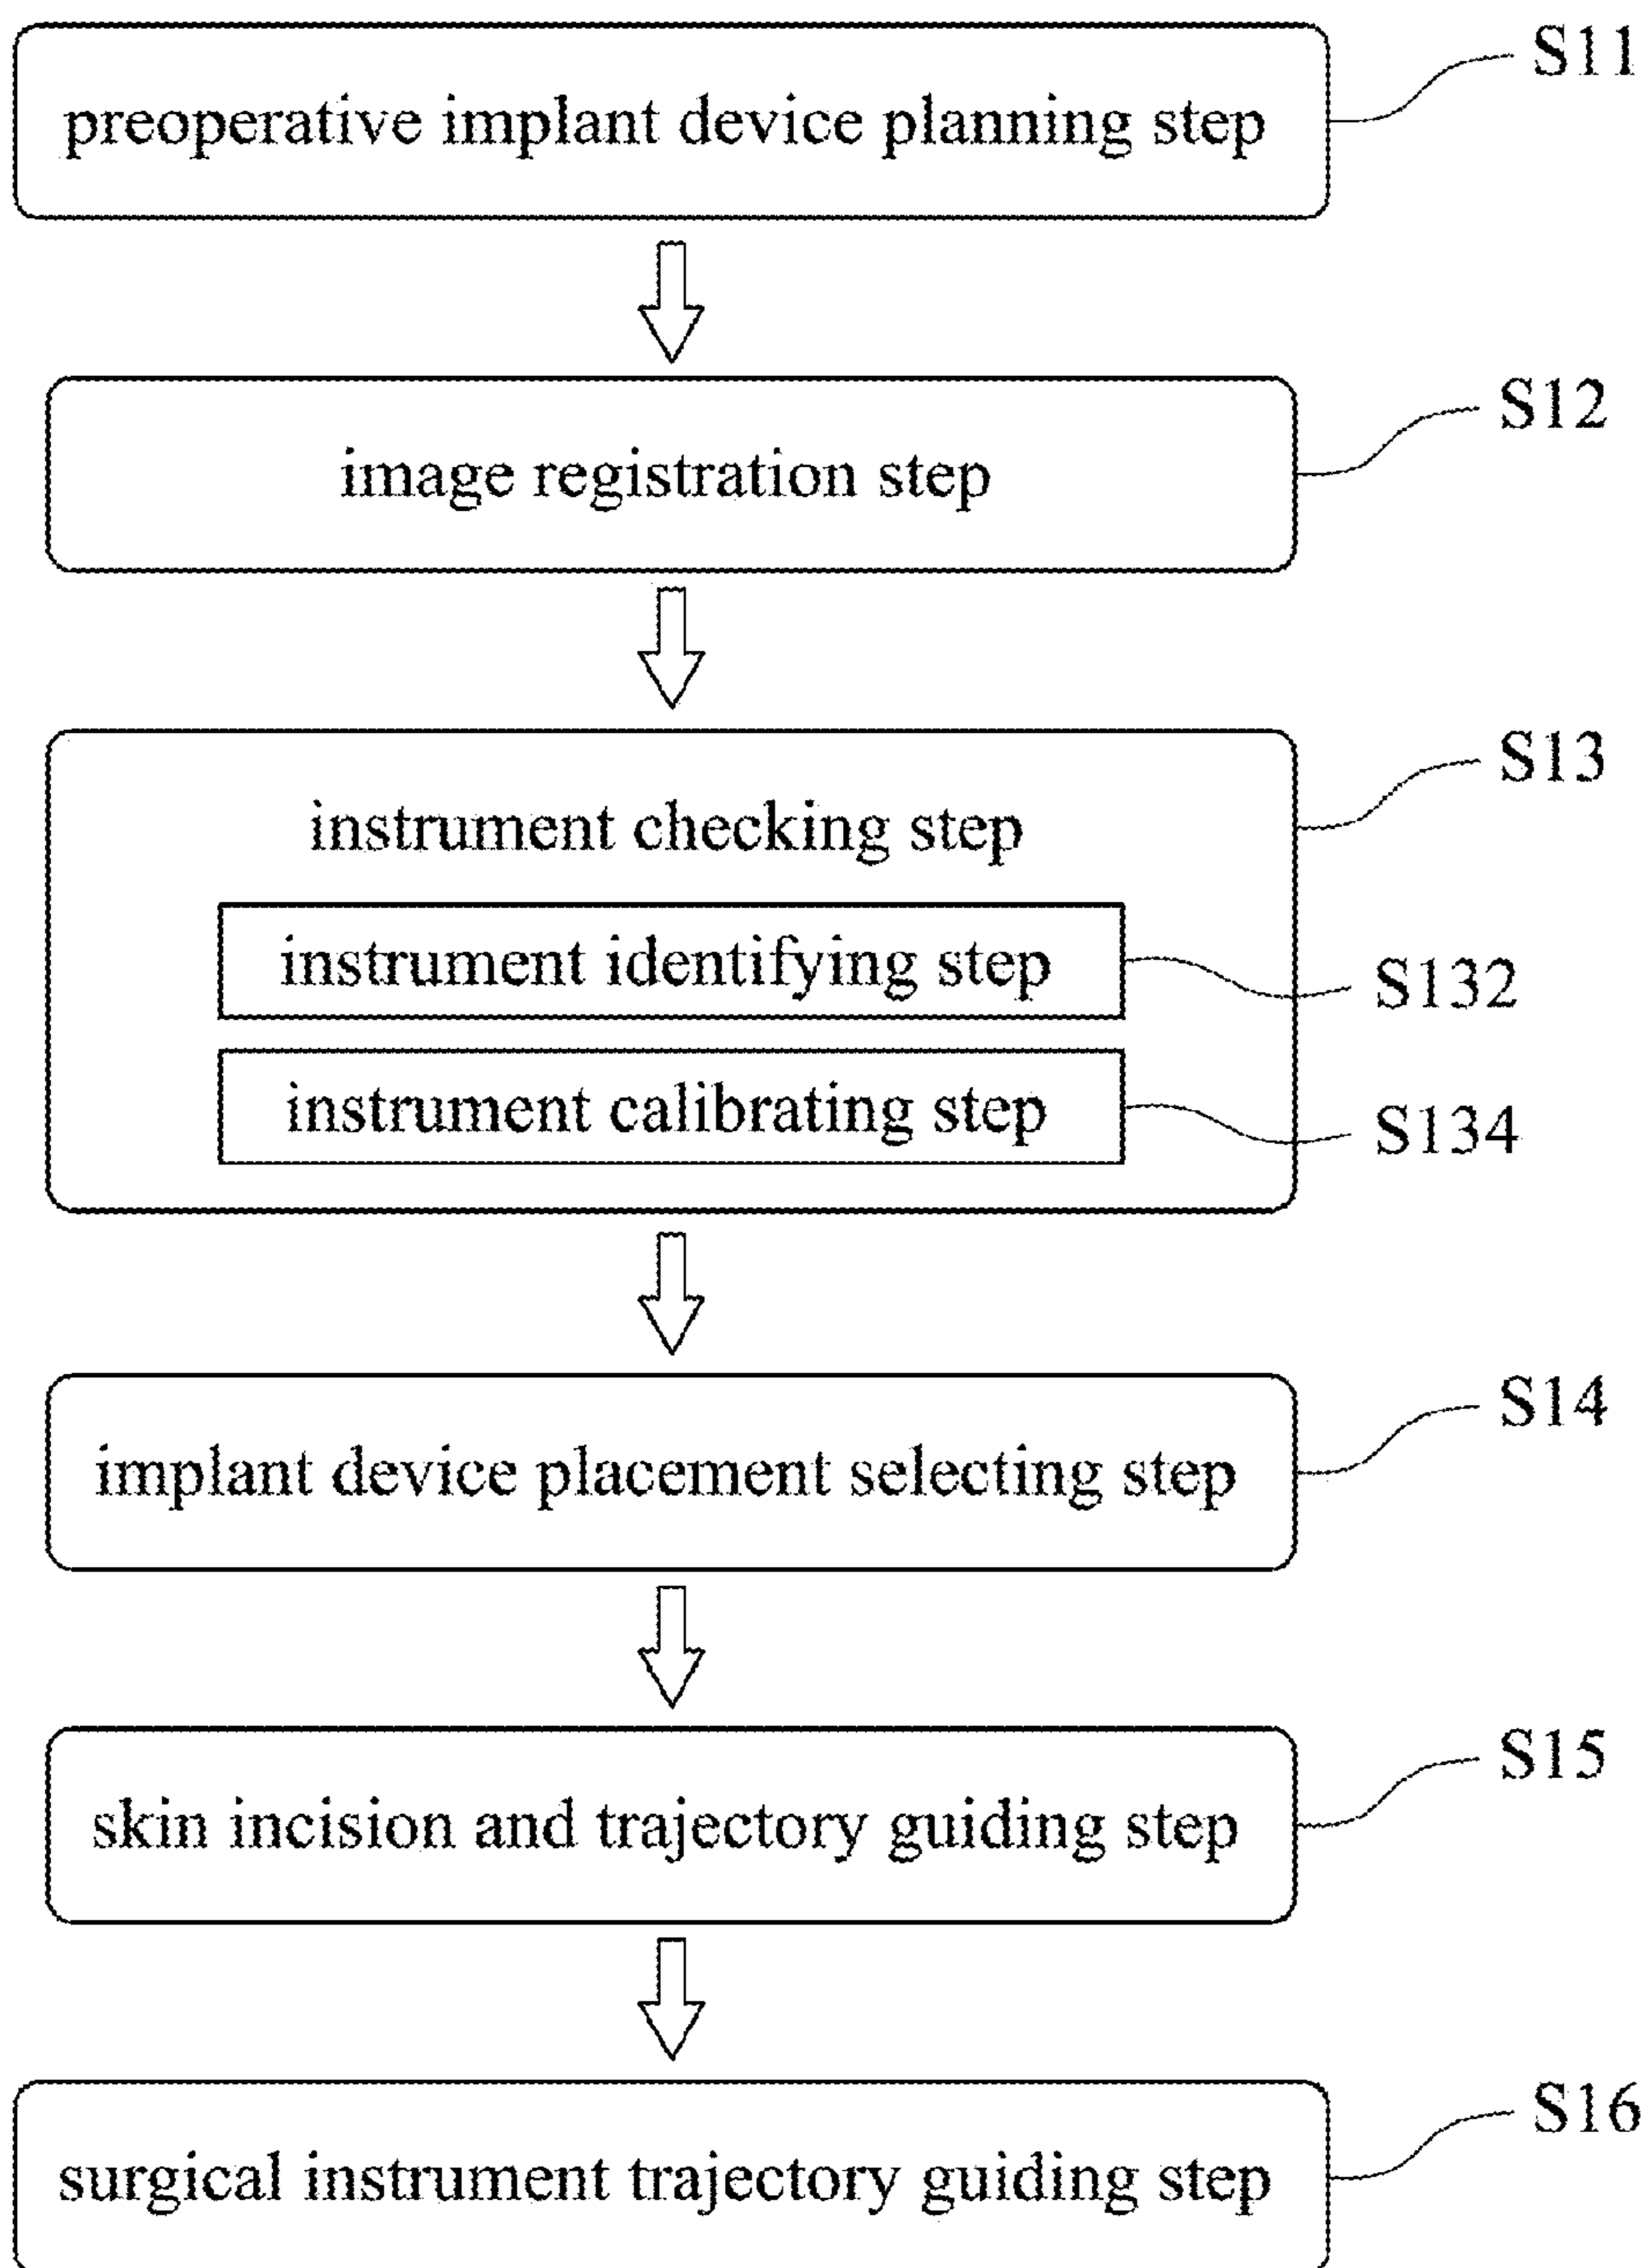 S11
preoperative implant device planning step
S12
image registration step
S13
instrument checking step
instrument identifying step
S132
instrument calibrating step
S134
S14
implant device placement selecting step
S15
skin incision and trajectory guiding step
S16
surgical instrument trajectory guiding step